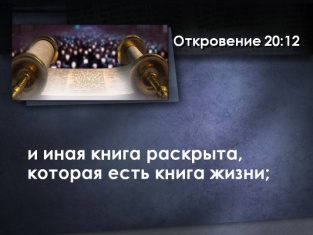 Откровение 20:12
и иная книга раскрыта,
которая есть книга жизни;